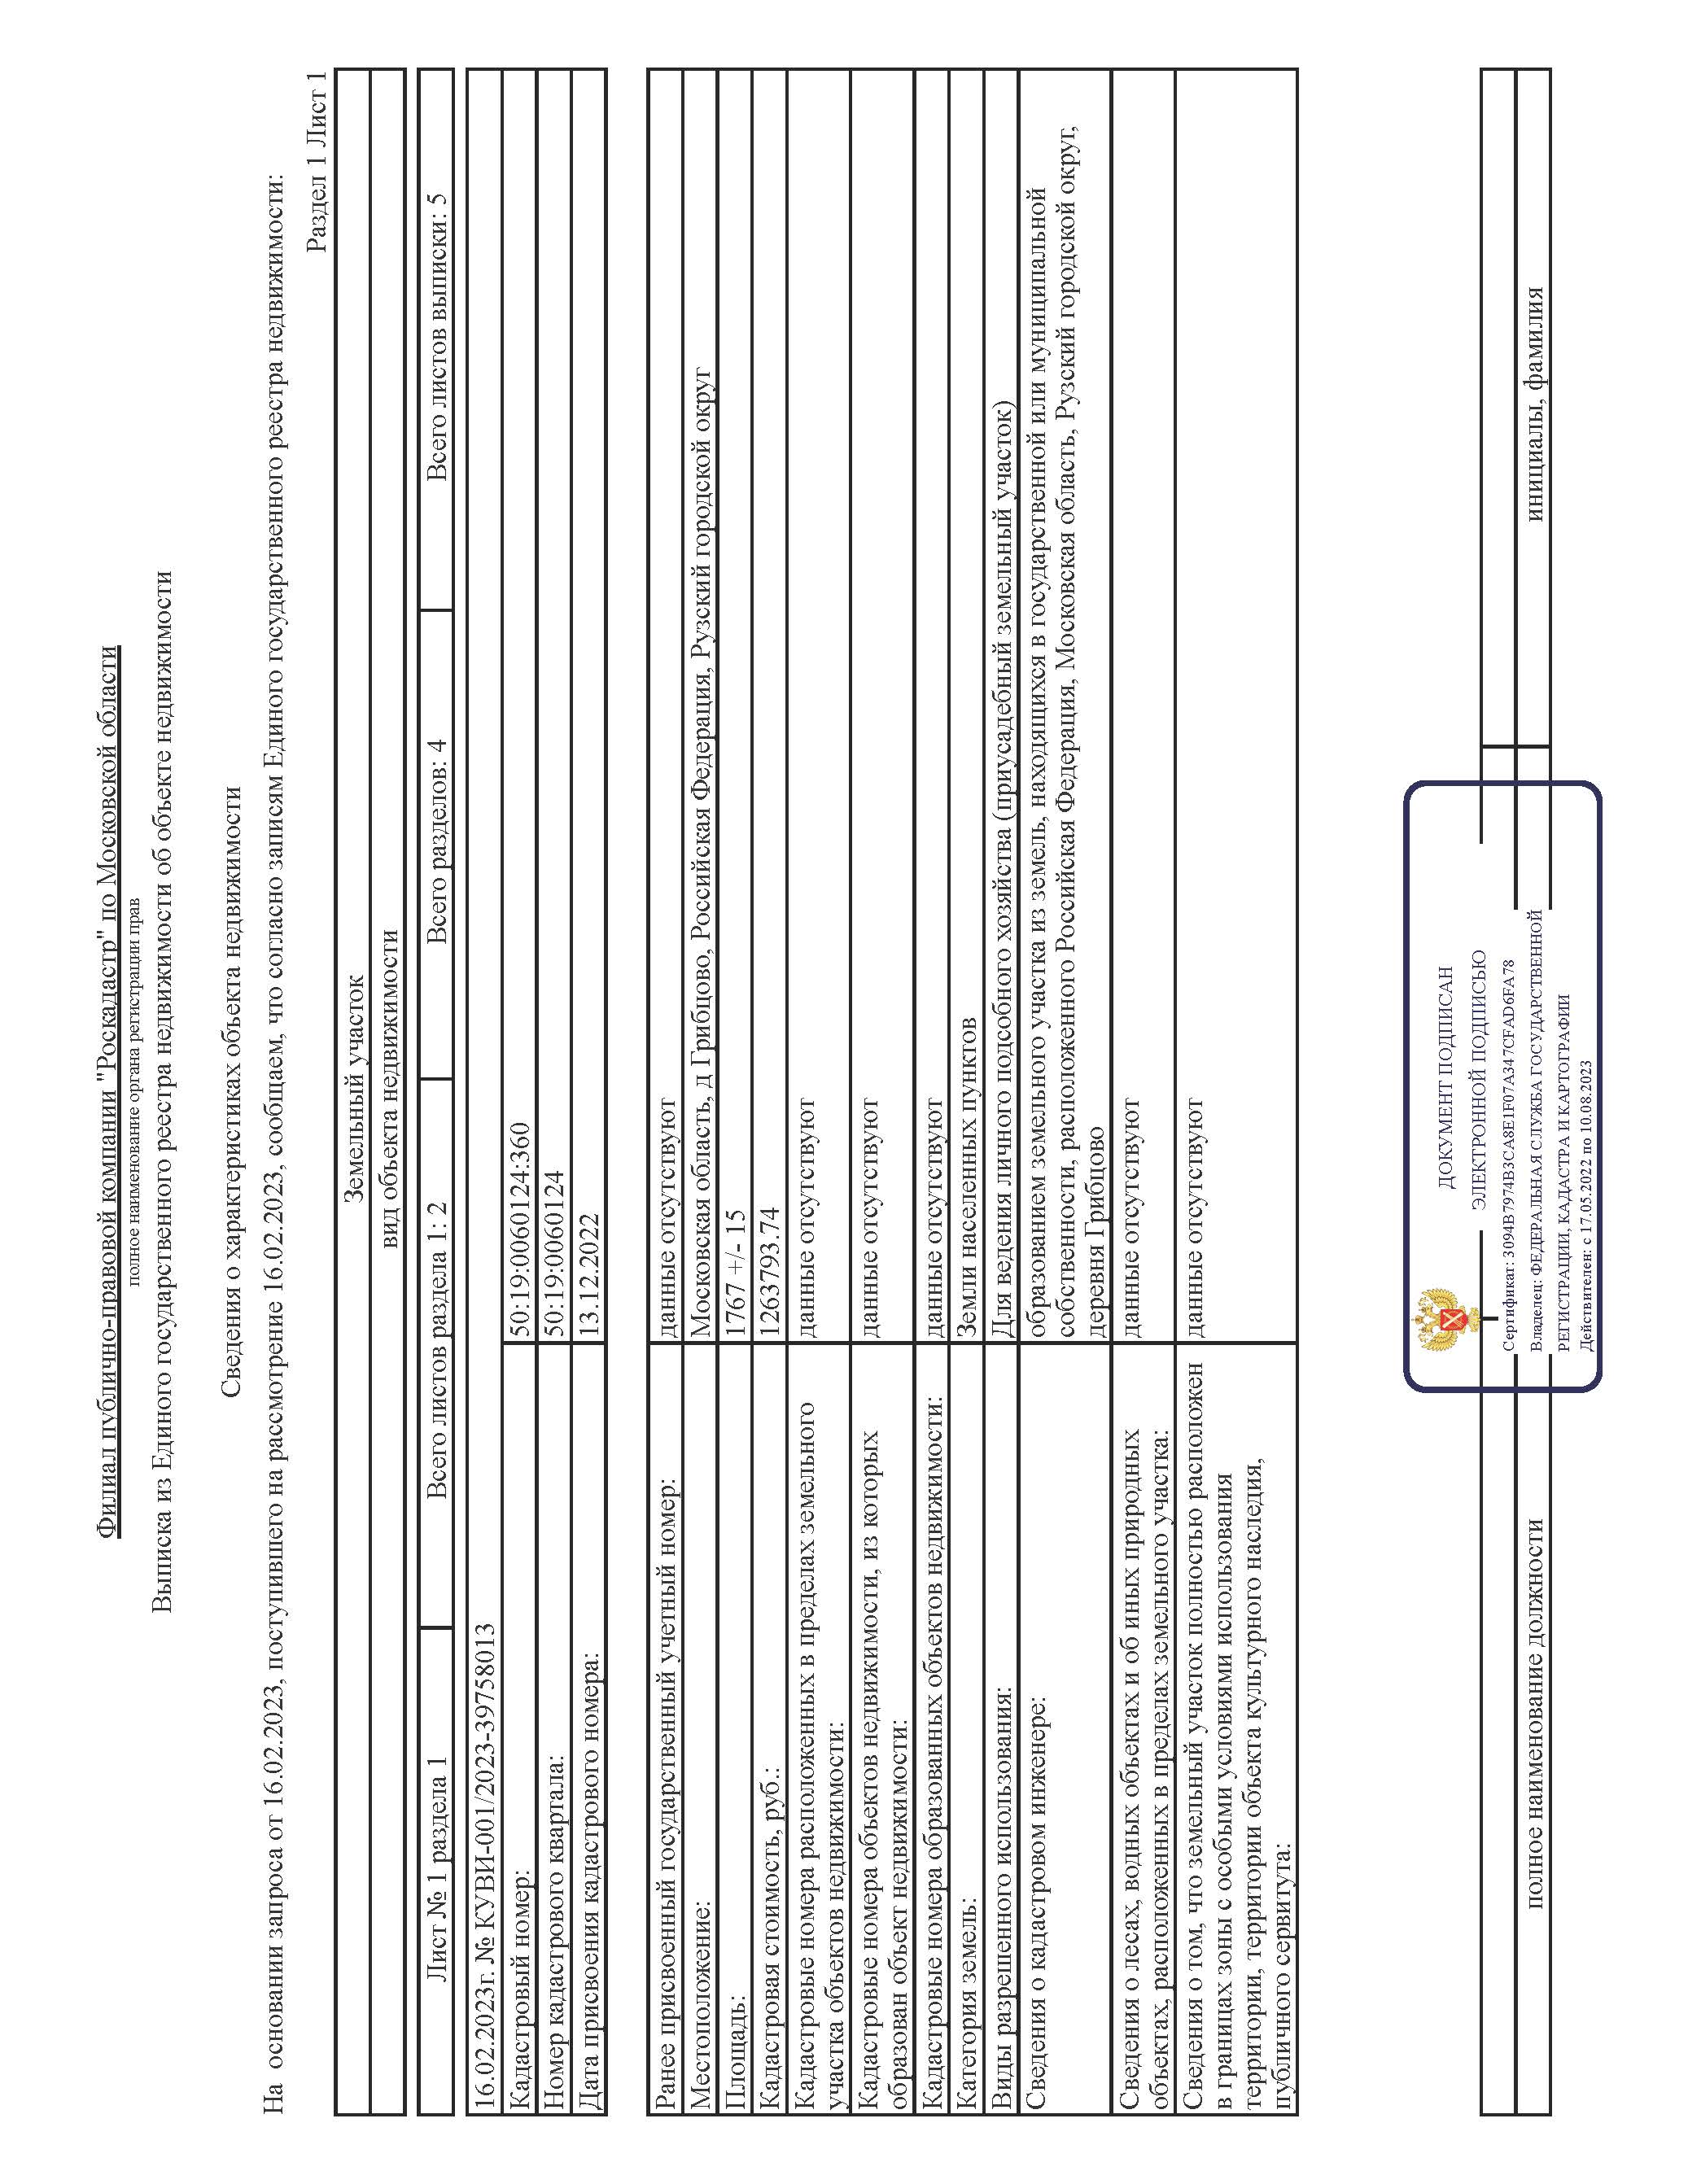 Филиал публично-правовой компании "Роскадастр" по Московской области
полное наименование органа регистрации прав
Выписка из Единого государственного реестра недвижимости об объекте недвижимости
Сведения о характеристиках объекта недвижимости
На основании запроса от 16.02.2023, поступившего на рассмотрение 16.02.2023, сообщаем, что согласно записям Единого государственного реестра недвижимости:
Раздел 1 Лист 1
Земельный участок
вид объекта недвижимости
Лист № 1 раздела 1 Всего листов раздела 1: 2 Всего разделов: 4 Всего листов выписки: 5
16.02.2023г. № КУВИ-001/2023-39758013
Кадастровый номер: 50:19:0060124:360
Номер кадастрового квартала: 50:19:0060124
Дата присвоения кадастрового номера: 13.12.2022
Ранее присвоенный государственный учетный номер: данные отсутствуют
Местоположение: Московская область, д Грибцово, Российская Федерация, Рузский городской округ
Площадь: 1767 +/- 15
Кадастровая стоимость, руб.: 1263793.74
Кадастровые номера расположенных в пределах земельного данные отсутствуют
участка объектов недвижимости:
Кадастровые номера объектов недвижимости, из которых данные отсутствуют
образован объект недвижимости:
Кадастровые номера образованных объектов недвижимости: данные отсутствуют
Категория земель: Земли населенных пунктов
Виды разрешенного использования: Для ведения личного подсобного хозяйства (приусадебный земельный участок)
Сведения о кадастровом инженере: образованием земельного участка из земель, находящихся в государственной или муниципальной
собственности, расположенного Российская Федерация, Московская область, Рузский городской округ,
деревня Грибцово
Сведения о лесах, водных объектах и об иных природных данные отсутствуют
объектах, расположенных в пределах земельного участка:
Сведения о том, что земельный участок полностью расположен данные отсутствуют
в границах зоны с особыми условиями использования
территории, территории объекта культурного наследия,
публичного сервитута:
ДОКУМЕНТ ПОДПИСАН
ЭЛЕКТРОННОЙ ПОДПИСЬЮ
Сертификат: 3094B7974B3CA8E1F07A347CFAD6FA78
Владелец: ФЕДЕРАЛЬНАЯ СЛУЖБА ГОСУДАРСТВЕННОЙ
РЕГИСТРАЦИИ, КАДАСТРА И КАРТОГРАФИИ
Действителен: с 17.05.2022 по 10.08.2023
полное наименование должности инициалы, фамилия